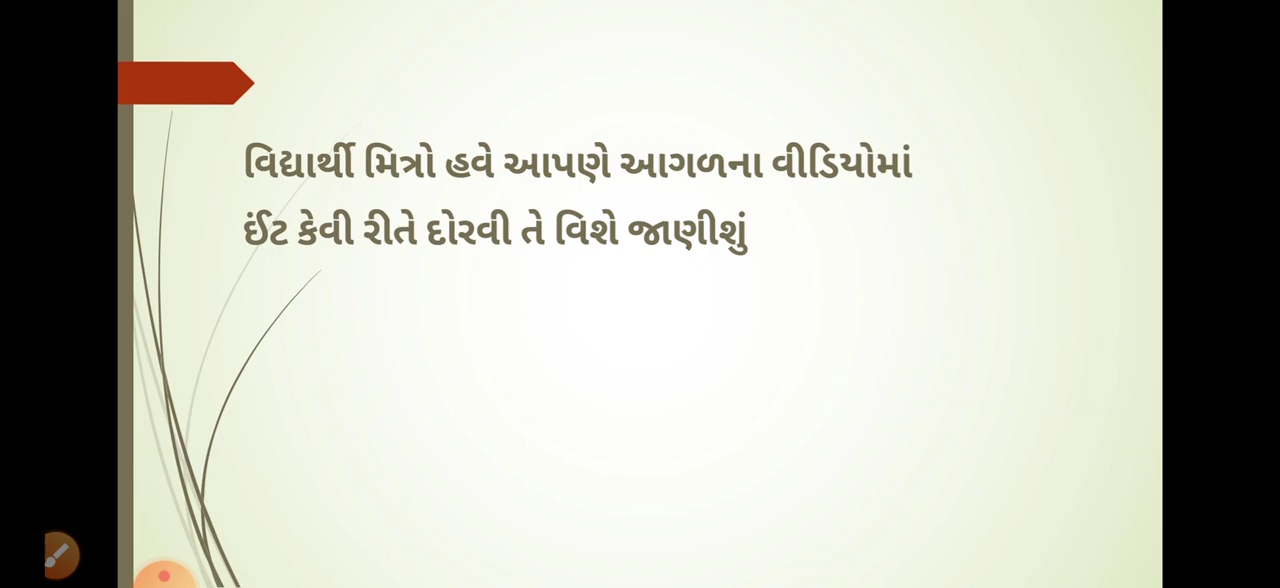 વિદ્યાર્થી મિત્રો હવે આપણે આગળના વીડિયોમાં
ઈંટ કેવી રીતે દોરવી તે વિશે જાણીશું